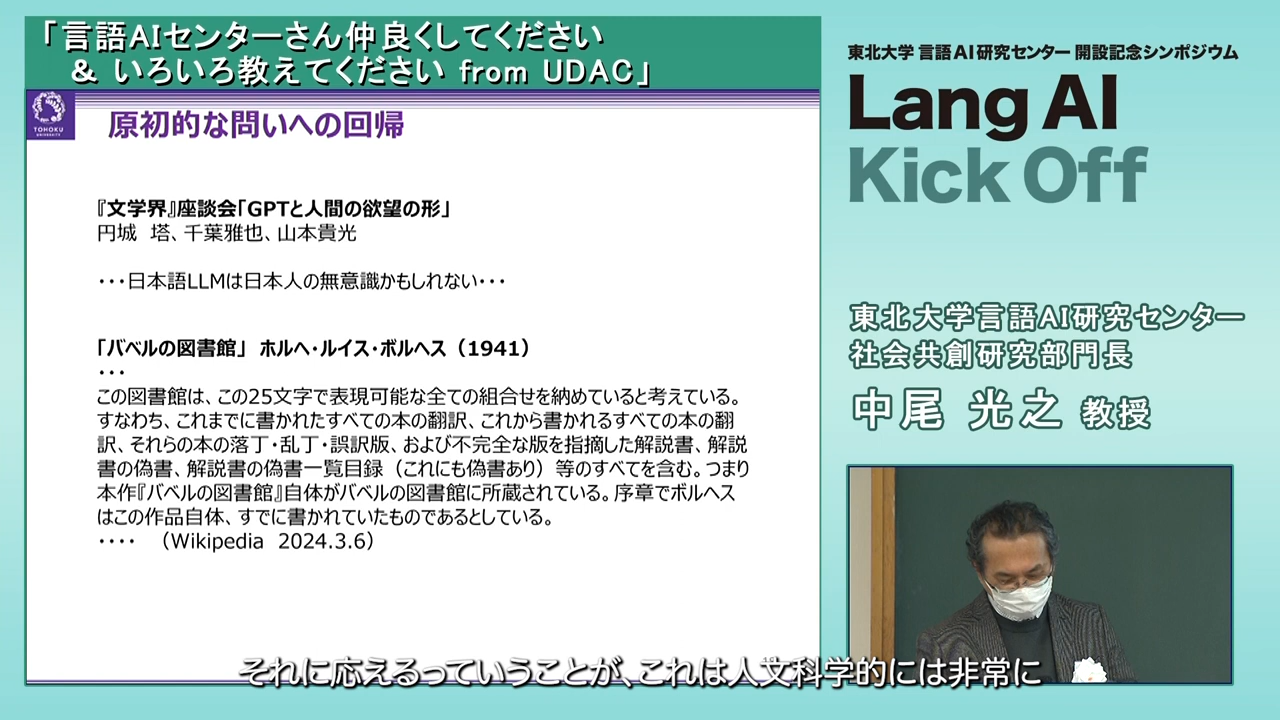 「言語AIセンターさん仲良くしてください
& いろいろ教えてください from UDAC」
TOHOKU
UNIVERSITY
原初的な問いへの回帰
『文学界』座談会「GPTと人間の欲望の形」
円城 塔、千葉雅也、山本貴光
・・・日本語LLMは日本人の無意識かもしれない・・・
「バベルの図書館」 ホルヘ・ルイス・ボルヘス（1941）
・・・
この図書館は、この25文字で表現可能な全ての組合せを納めていると考えている。
すなわち、これまでに書かれたすべての本の翻訳、これから書かれるすべての本の翻
訳、それらの本の落丁・乱丁・誤訳版、および不完全な版を指摘した解説書、解説
書の偽書、解説書の偽書一覧目録（これにも偽書あり）等のすべてを含む。つまり
本作『バベルの図書館』自体がバベルの図書館に所蔵されている。序章でボルヘス
はこの作品自体、すでに書かれていたものであるとしている。
・・・・ （Wikipedia 2024.3.6）
東北大学 言語AI研究センター 開設記念シンポジウム
Lang AI
Kick Off
東北大学言語AI研究センター
社会共創研究部門長
中尾 光之 教授
それに応えるっていうことが、これは人文科学的には非常に